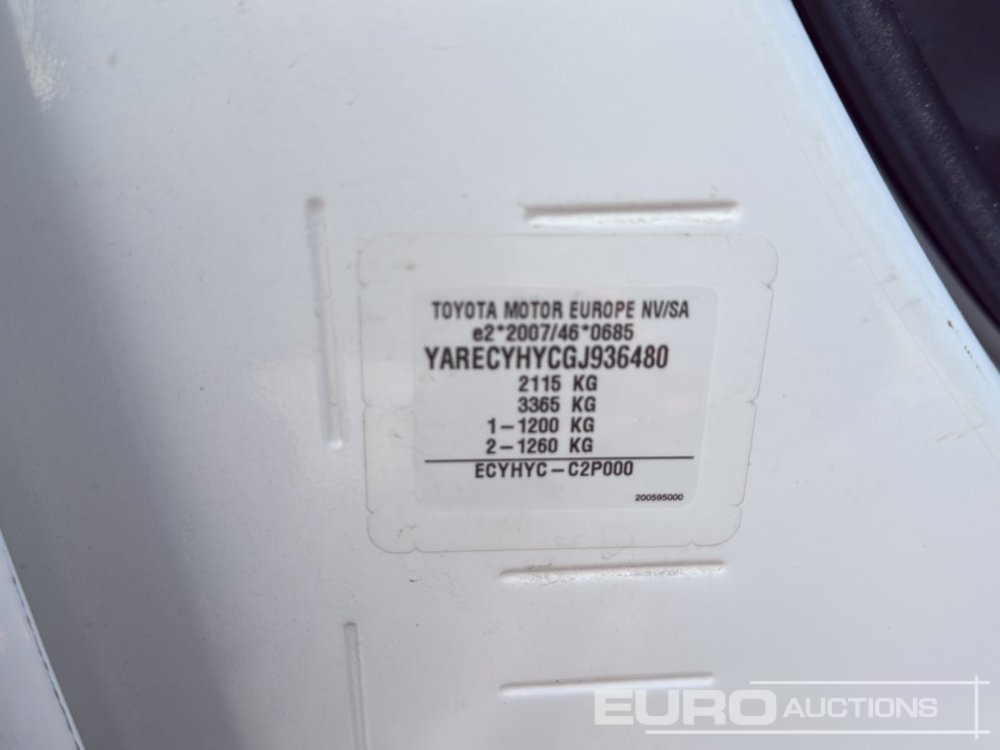 TOYOTA MOTOR EUROPE NV/SA
e2*2007/46*0685
YARECYHYCGJ936480
2115 KG
3365 KG
1-1200 KG
2-1260 KG
ECYHYC-C2P000
200595000
EURO AUCTIONS